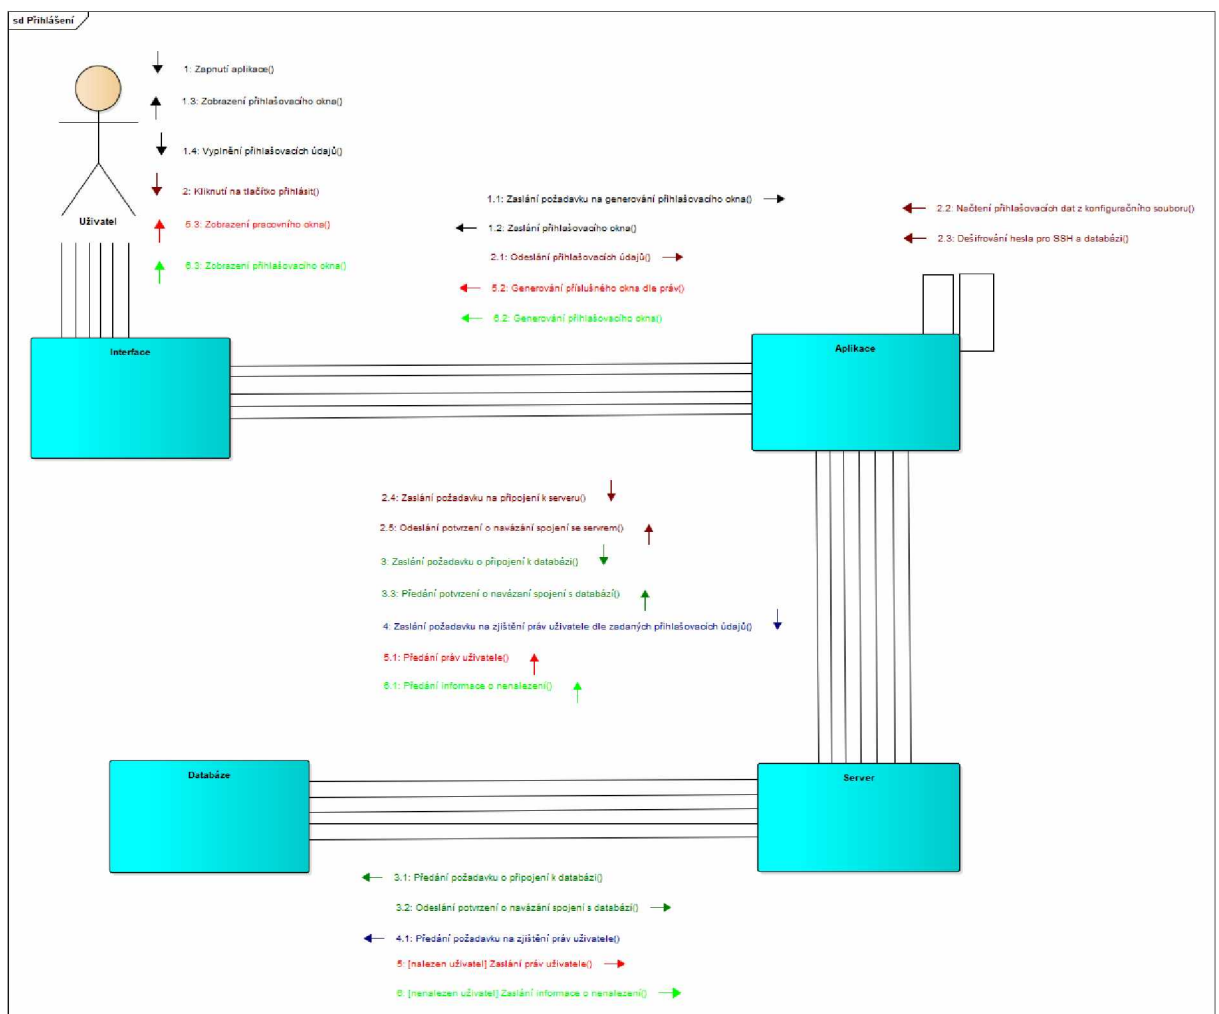 sd Přihlášení
1: Zapnutí aplikace()
1.3: Zobrazení přihlašovacího okna()
1.4: Vyplnění přihlašovacích údajů()
2: Kliknutí na tlačítko přihlásit()
Uživatel
5.3: Zobrazení pracovního okna()
6.3: Zobrazení přihlašovacího okna()
1.1: Zaslání požadavku na generování přihlašovacího okna()
1.2: Zaslání přihlašovacího okna()
2.1: Odeslání přihlašovacích údajů()
5.2: Generování příslušného okna dle práv()
6.2: Generování přihlašovacího okna()
2.2: Načtení přihlašovacích dat z konfiguračního souboru()
2.3: Dešifrování hesla pro SSH a databázi()
Interface
Aplikace
2.4: Zaslání požadavku na připojení k serveru()
2.5: Odeslání potvrzení o navázání spojení se servrem()
3: Zaslání požadavku o připojení k databázi()
3.3: Předání potvrzení o navázaní spojení s databází()
4: Zaslání požadavku na zjištění práv uživatele dle zadaných přihlašovacích údajů()
5.1: Předání práv uživatele()
6.1: Předání informace o nenalezení()
Databáze
Server
3.1: Předání požadavku o připojení k databázi()
3.2: Odeslání potvrzení o navázání spojení s databází()
4.1: Předání požadavku na zjištění práv uživatele()
5: [nalezen uživatel] Zaslání práv uživatele()
6: [nenalezen uživatel] Zaslání informace o nenalezení()